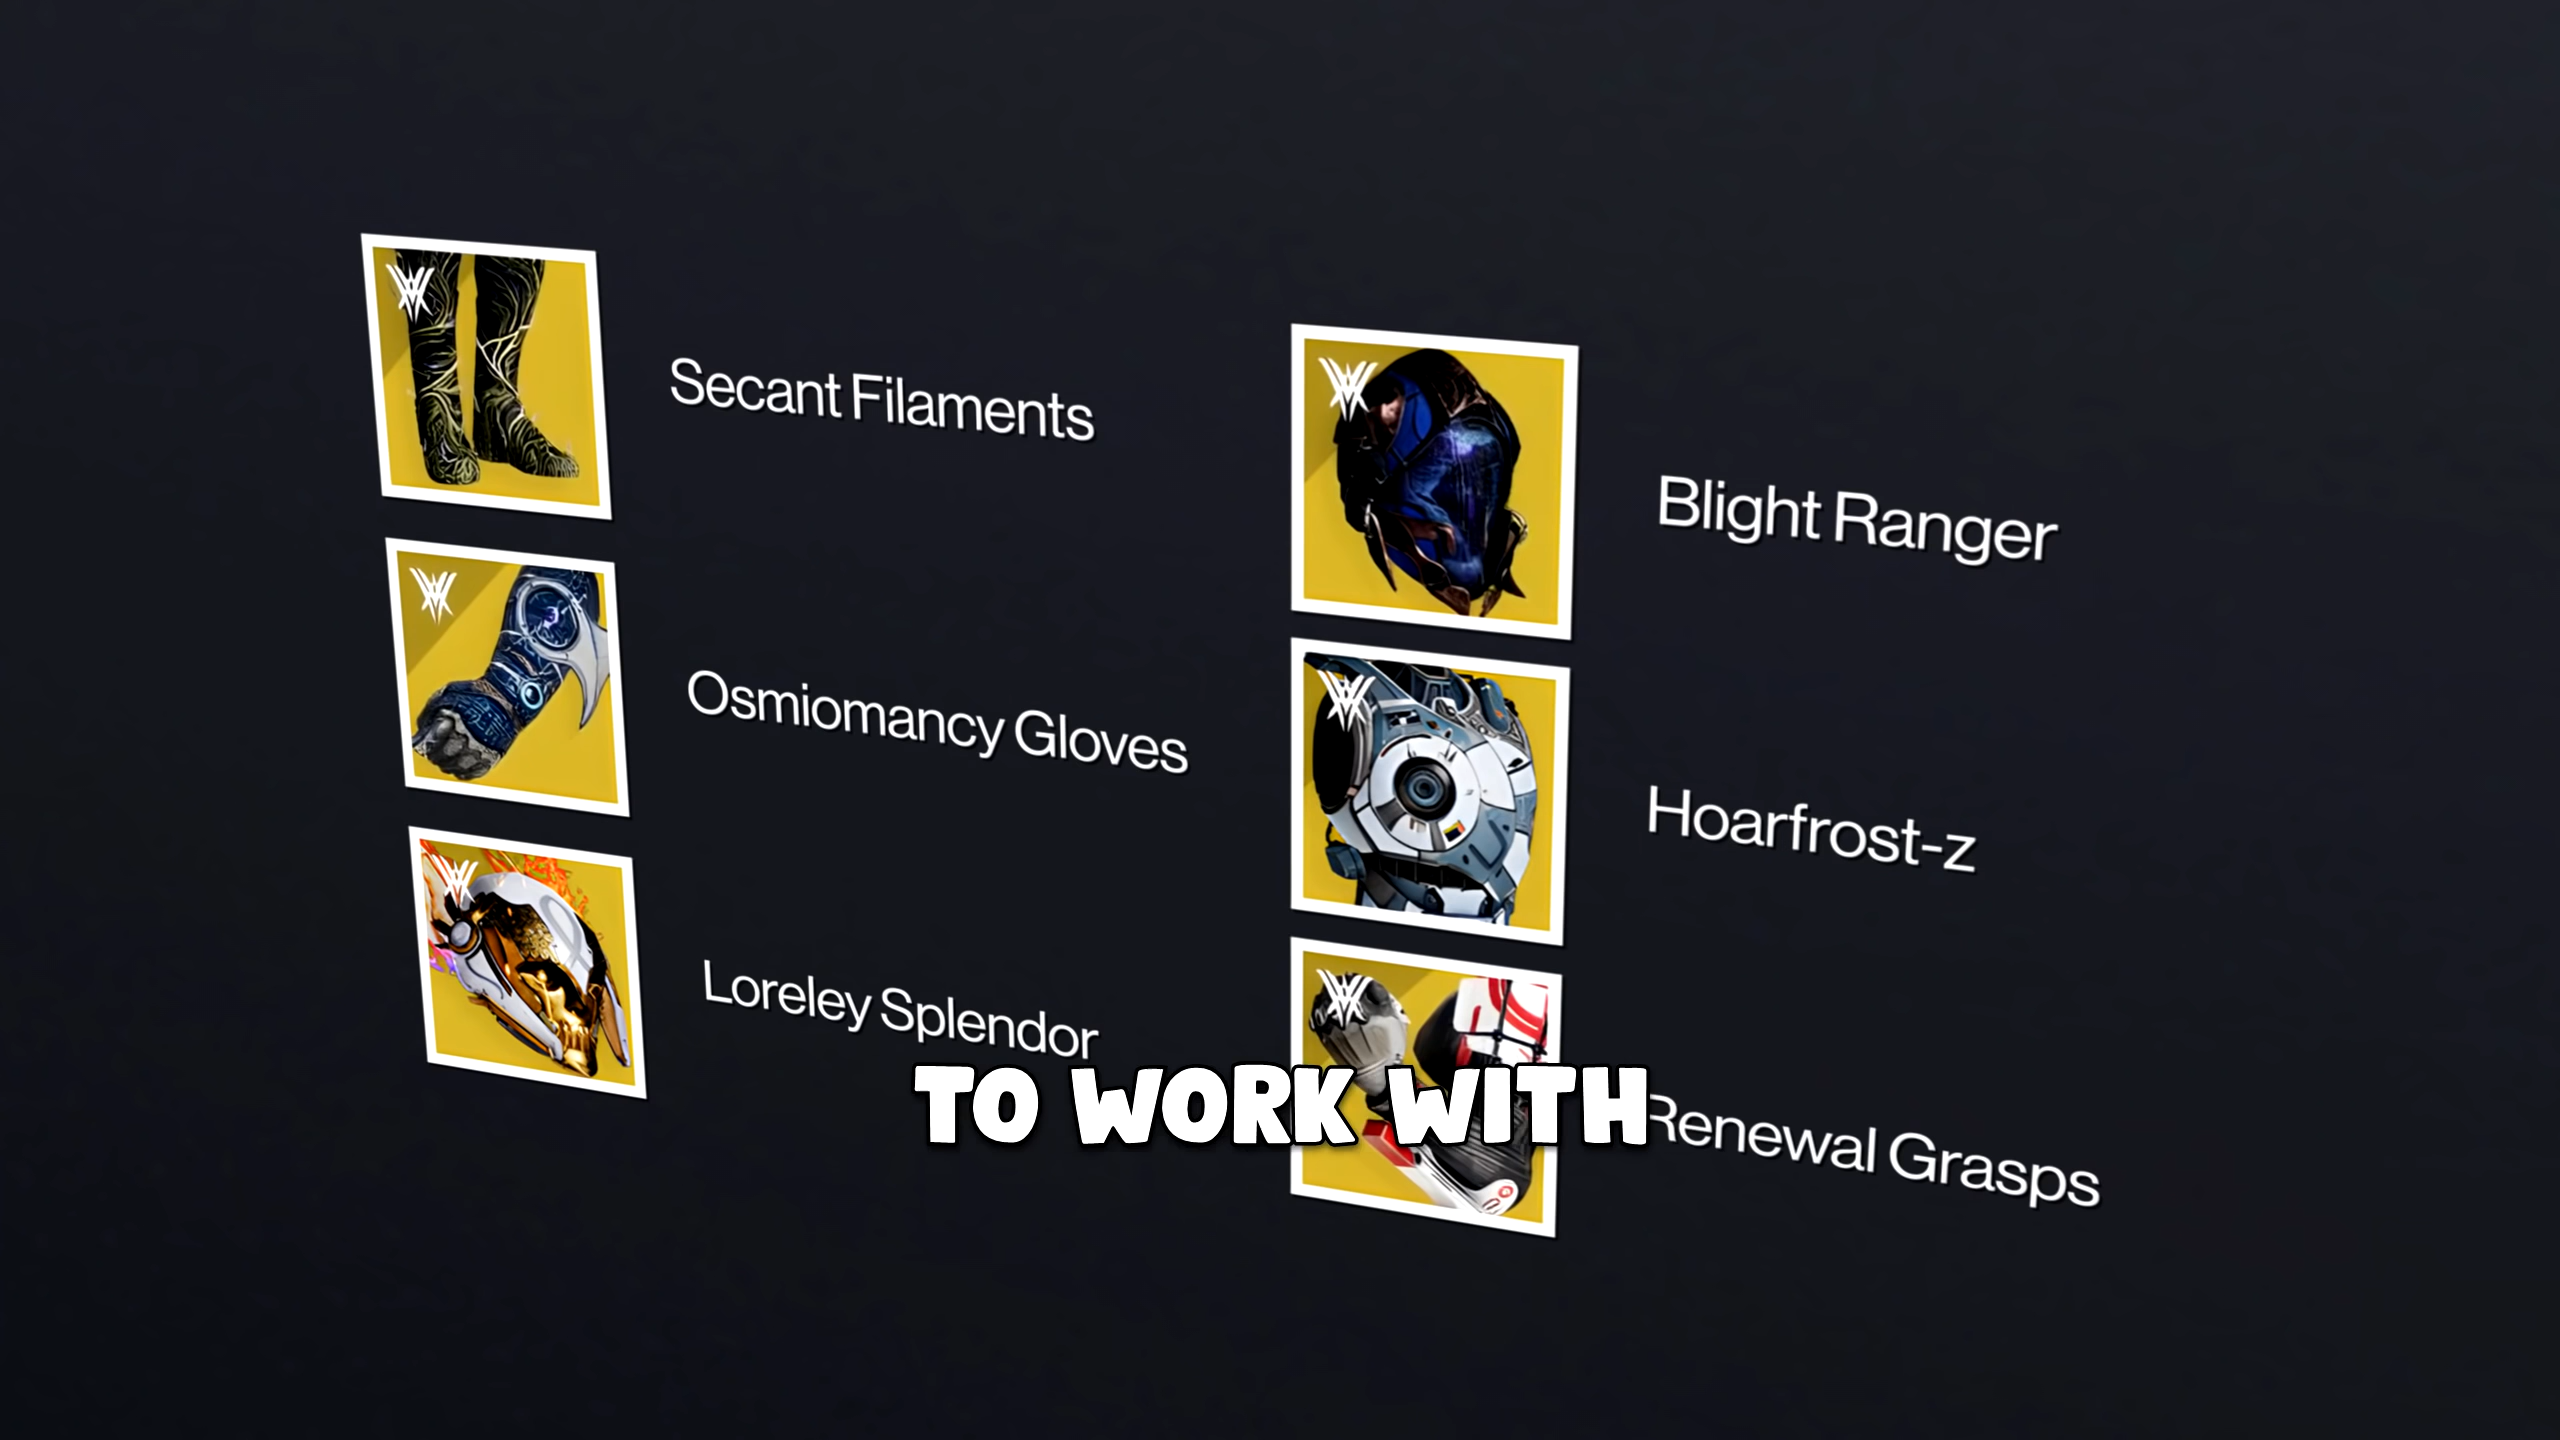 Secant Filaments
Osmiomancy Gloves
Loreley Splendor
Blight Ranger
Hoarfrost-z
Renewal Grasps
TO WORK WITH